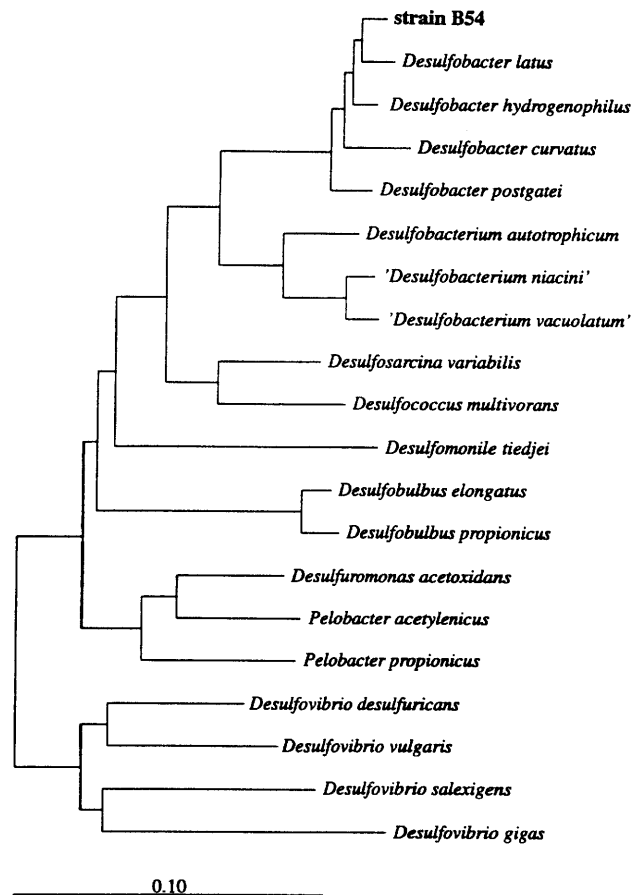 strain B54
Desulfobacter latus
Desulfobacter hydrogenophilus
Desulfobacter curvatus
Desulfobacter postgatei
Desulfobacterium autotrophicum
'Desulfobacterium niacini'
'Desulfobacterium vacuolatum'
Desulfosarcina variabilis
Desulfococcus multivorans
Desulfomonile tiedjei
Desulfobulbus elongatus
Desulfobulbus propionicus
Desulfuromonas acetoxidans
Pelobacter acetylenicus
Pelobacter propionicus
Desulfovibrio desulfuricans
Desulfovibrio vulgaris
Desulfovibrio salexigens
Desulfovibrio gigas
0.10